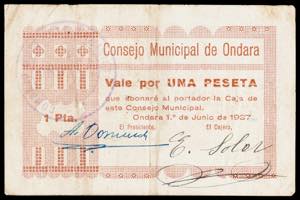 Consejo Municipal de Ondara
Vale por UNA PESETA
que abonará al portador la Caja de
este Consejo Municipal.
Ondara 1.º de Junio de 1937
1 Pta.
El Presidente,
El Cajero,
E. Soler